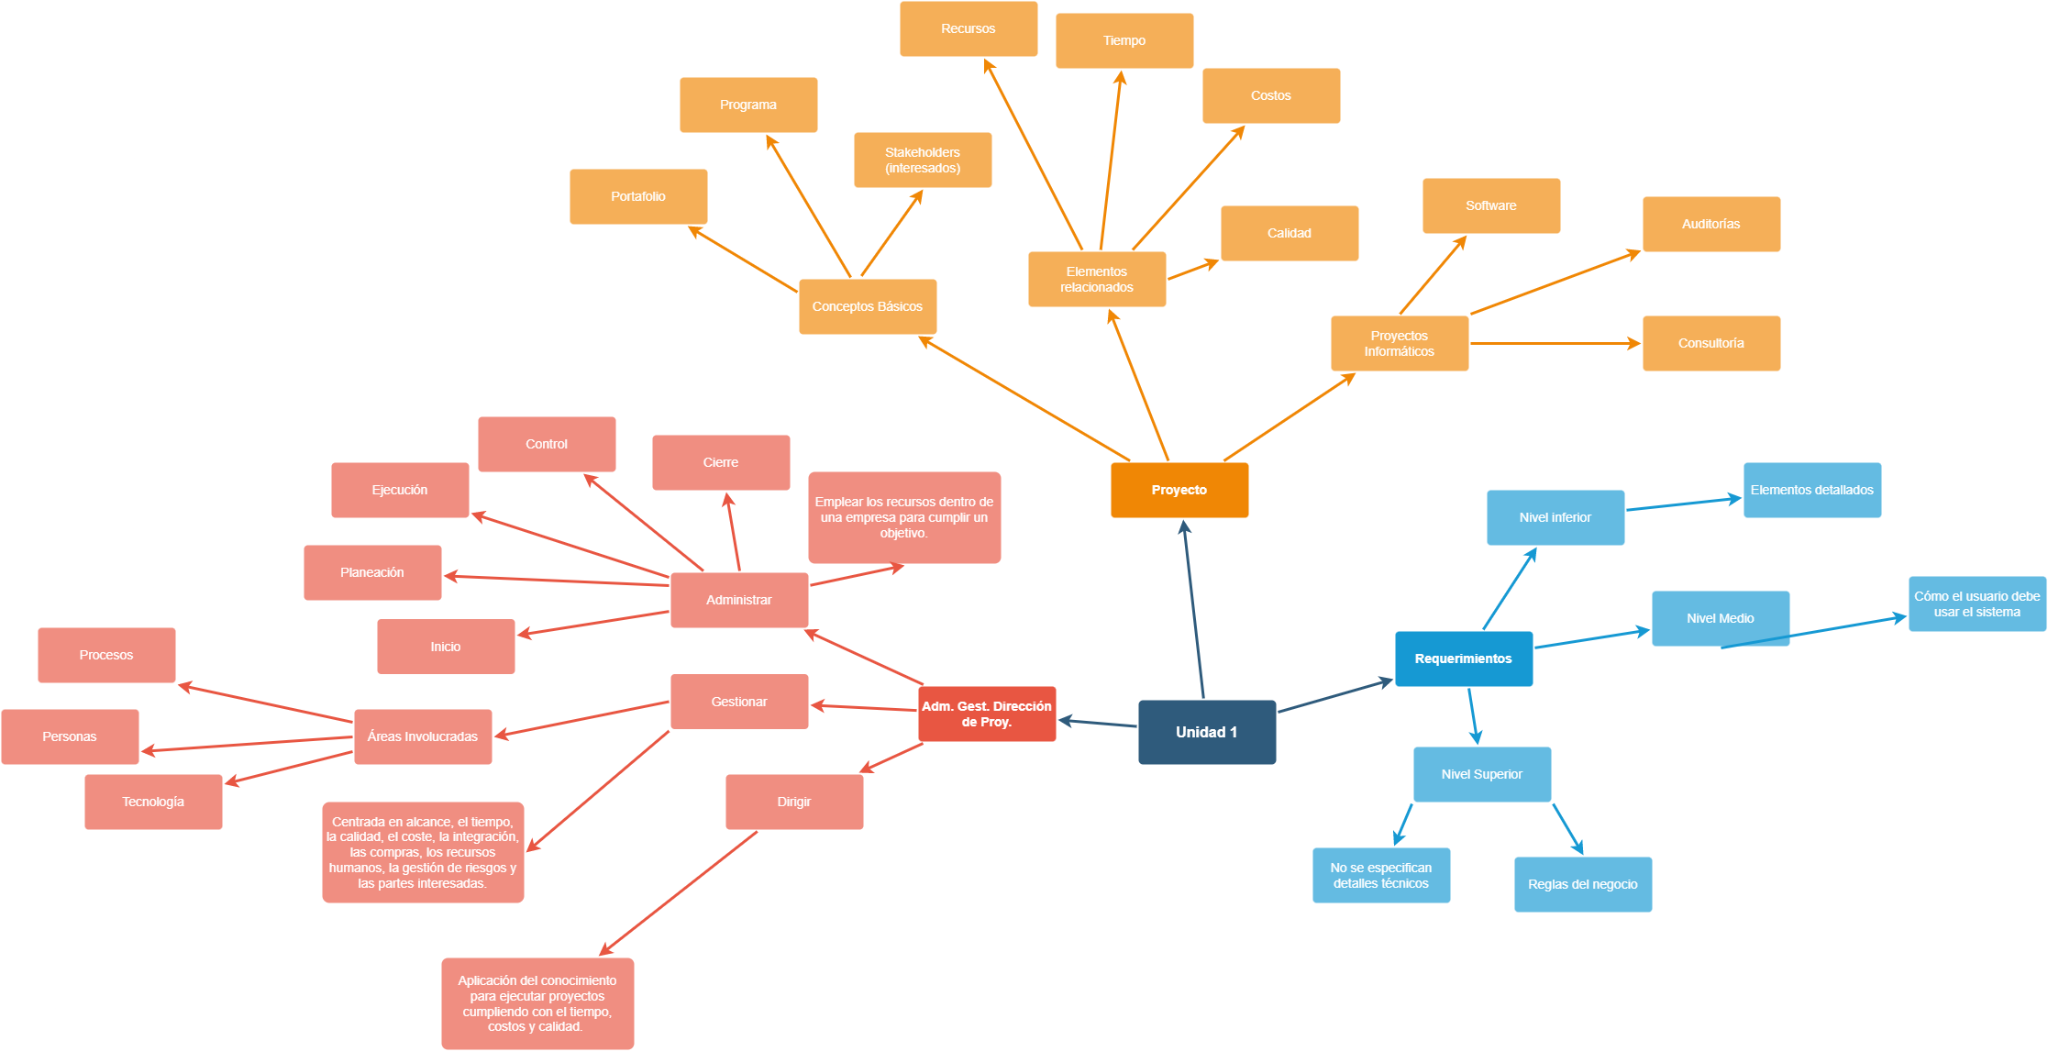 Recursos
Tiempo
Costos
Programa
Stakeholders
(interesados)
Portafolio
Calidad
Software
Auditorías
Elementos
relacionados
Conceptos Básicos
Proyectos
Informáticos
Consultoría
Control
Cierre
Ejecución
Emplear los recursos dentro de
una empresa para cumplir un
objetivo.
Proyecto
Nivel inferior
Elementos detallados
Planeación
Administrar
Nivel Medio
Cómo el usuario debe
usar el sistema
Inicio
Procesos
Requerimientos
Gestionar
Adm. Gest. Dirección
de Proy.
Unidad 1
Personas
Áreas Involucradas
Tecnología
Dirigir
Nivel Superior
Centrada en alcance, el tiempo,
la calidad, el coste, la integración,
las compras, los recursos
humanos, la gestión de riesgos y
las partes interesadas.
No se especifican
detalles técnicos
Reglas del negocio
Aplicación del conocimiento
para ejecutar proyectos
cumpliendo con el tiempo,
costos y calidad.